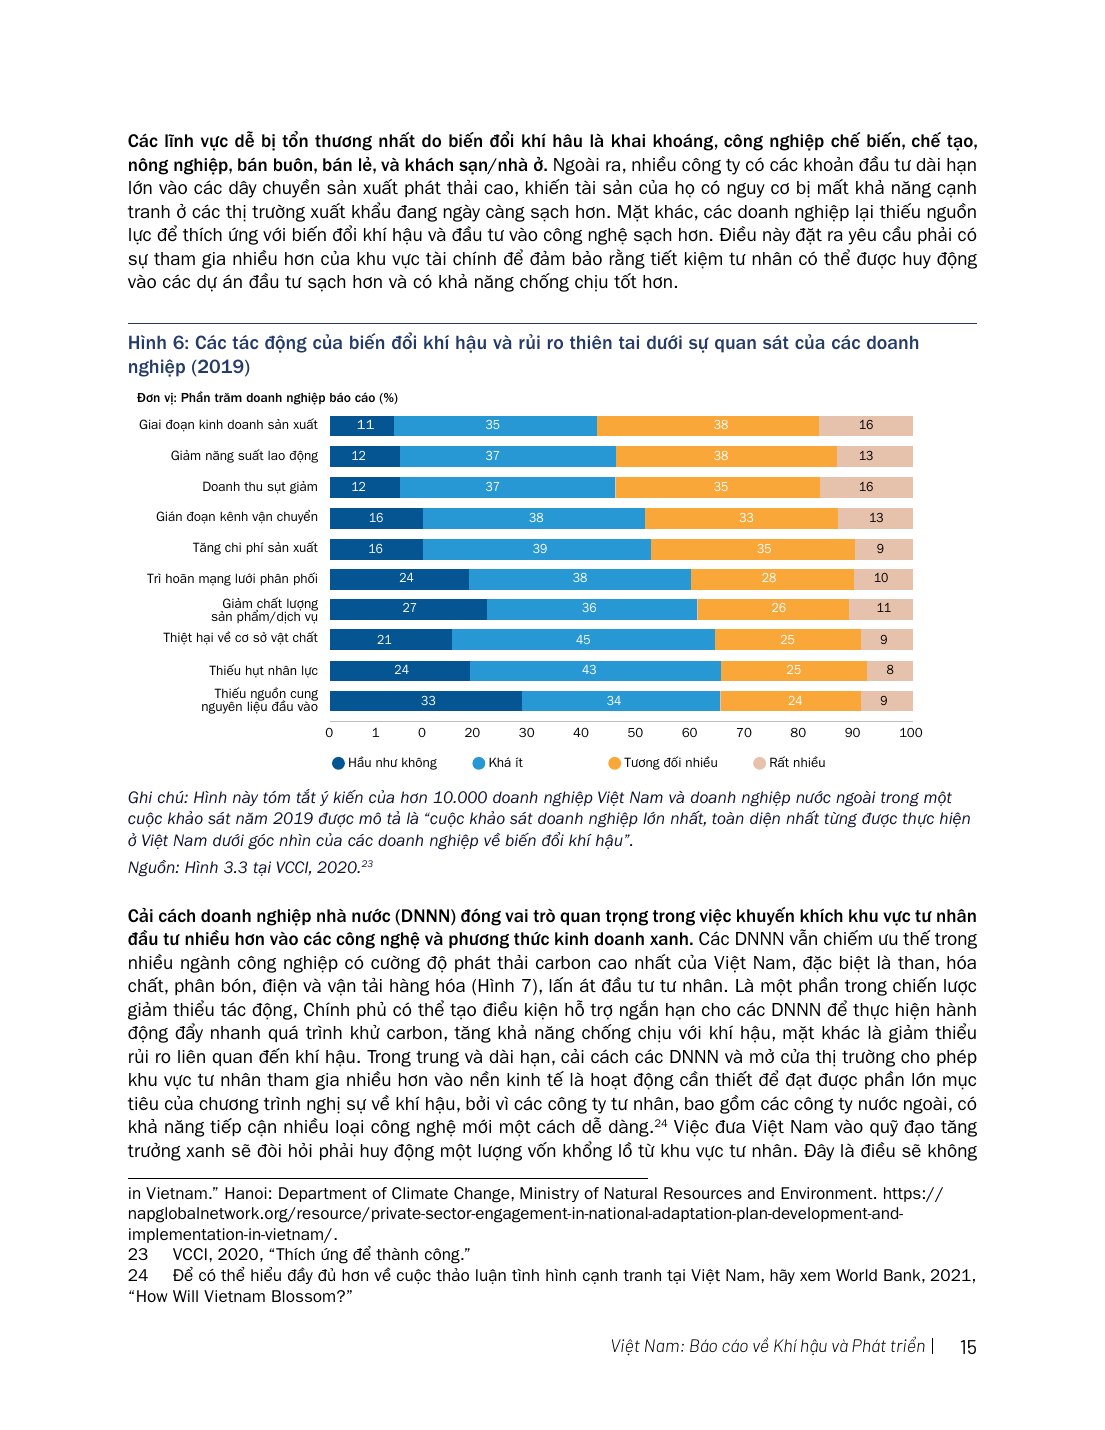 Các lĩnh vực dễ bị tổn thương nhất do biến đổi khí hâu là khai khoáng, công nghiệp chế biến, chế tạo,
nông nghiệp, bán buôn, bán lẻ, và khách sạn/nhà ở. Ngoài ra, nhiều công ty có các khoản đầu tư dài hạn
lớn vào các dây chuyền sản xuất phát thải cao, khiến tài sản của họ có nguy cơ bị mất khả năng cạnh
tranh ở các thị trường xuất khẩu đang ngày càng sạch hơn. Mặt khác, các doanh nghiệp lại thiếu nguồn
lực để thích ứng với biến đổi khí hậu và đầu tư vào công nghệ sạch hơn. Điều này đặt ra yêu cầu phải có
sự tham gia nhiều hơn của khu vực tài chính để đảm bảo rằng tiết kiệm tư nhân có thể được huy động
vào các dự án đầu tư sạch hơn và có khả năng chống chịu tốt hơn.
Hình 6: Các tác động của biến đổi khí hậu và rủi ro thiên tai dưới sự quan sát của các doanh
nghiệp (2019)
Đơn vị: Phần trăm doanh nghiệp báo cáo (%)
Giai đoạn kinh doanh sản xuất 11 35 38 16
Giảm năng suất lao động 12 37 38 13
Doanh thu sụt giảm 12 37 35 16
Gián đoạn kênh vận chuyển 16 38 33 13
Tăng chi phí sản xuất 16 39 35 9
Trì hoãn mạng lưới phân phối 24 38 28 10
Giảm chất lượng
sản phẩm/dịch vụ 27 36 26 11
Thiệt hại về cơ sở vật chất 21 45 25 9
Thiếu hụt nhân lực 24 43 25 8
Thiếu nguồn cung
nguyên liệu đầu vào 33 34 24 9
0 1 0 20 30 40 50 60 70 80 90 100
Hầu như không Khá ít Tương đối nhiều Rất nhiều
Ghi chú: Hình này tóm tắt ý kiến của hơn 10.000 doanh nghiệp Việt Nam và doanh nghiệp nước ngoài trong một
cuộc khảo sát năm 2019 được mô tả là “cuộc khảo sát doanh nghiệp lớn nhất, toàn diện nhất từng được thực hiện
ở Việt Nam dưới góc nhìn của các doanh nghiệp về biến đổi khí hậu”.
Nguồn: Hình 3.3 tại VCCI, 2020.23
Cải cách doanh nghiệp nhà nước (DNNN) đóng vai trò quan trọng trong việc khuyến khích khu vực tư nhân
đầu tư nhiều hơn vào các công nghệ và phương thức kinh doanh xanh. Các DNNN vẫn chiếm ưu thế trong
nhiều ngành công nghiệp có cường độ phát thải carbon cao nhất của Việt Nam, đặc biệt là than, hóa
chất, phân bón, điện và vận tải hàng hóa (Hình 7), lấn át đầu tư tư nhân. Là một phần trong chiến lược
giảm thiểu tác động, Chính phủ có thể tạo điều kiện hỗ trợ ngắn hạn cho các DNNN để thực hiện hành
động đẩy nhanh quá trình khử carbon, tăng khả năng chống chịu với khí hậu, mặt khác là giảm thiểu
rủi ro liên quan đến khí hậu. Trong trung và dài hạn, cải cách các DNNN và mở cửa thị trường cho phép
khu vực tư nhân tham gia nhiều hơn vào nền kinh tế là hoạt động cần thiết để đạt được phần lớn mục
tiêu của chương trình nghị sự về khí hậu, bởi vì các công ty tư nhân, bao gồm các công ty nước ngoài, có
khả năng tiếp cận nhiều loại công nghệ mới một cách dễ dàng.24 Việc đưa Việt Nam vào quỹ đạo tăng
trưởng xanh sẽ đòi hỏi phải huy động một lượng vốn khổng lồ từ khu vực tư nhân. Đây là điều sẽ không
in Vietnam.” Hanoi: Department of Climate Change, Ministry of Natural Resources and Environment. https://
napglobalnetwork.org/resource/private-sector-engagement-in-national-adaptation-plan-development-and-
implementation-in-vietnam/.
23 VCCI, 2020, “Thích ứng để thành công.”
24 Để có thể hiểu đầy đủ hơn về cuộc thảo luận tình hình cạnh tranh tại Việt Nam, hãy xem World Bank, 2021,
“How Will Vietnam Blossom?”
Việt Nam: Báo cáo về Khí hậu và Phát triển | 15